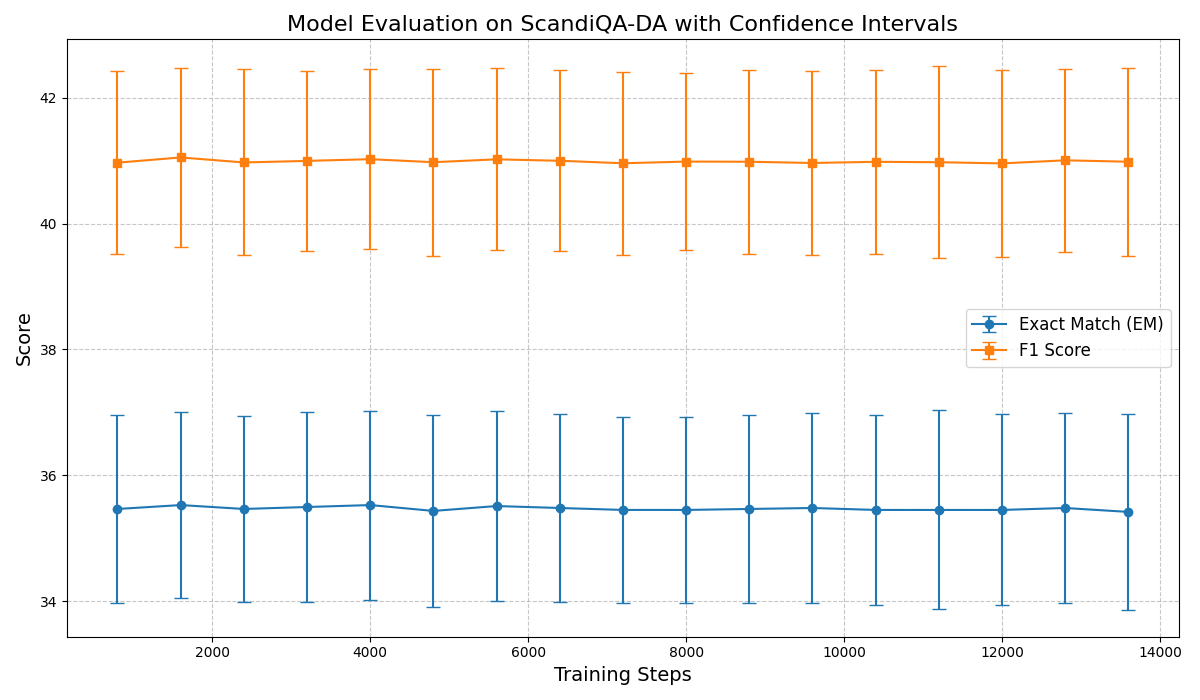 Model Evaluation on ScandiQA-DA with Confidence Intervals
Score
42
40
38
36
34
Exact Match (EM)
F1 Score
2000 4000 6000 8000 10000 12000 14000
Training Steps